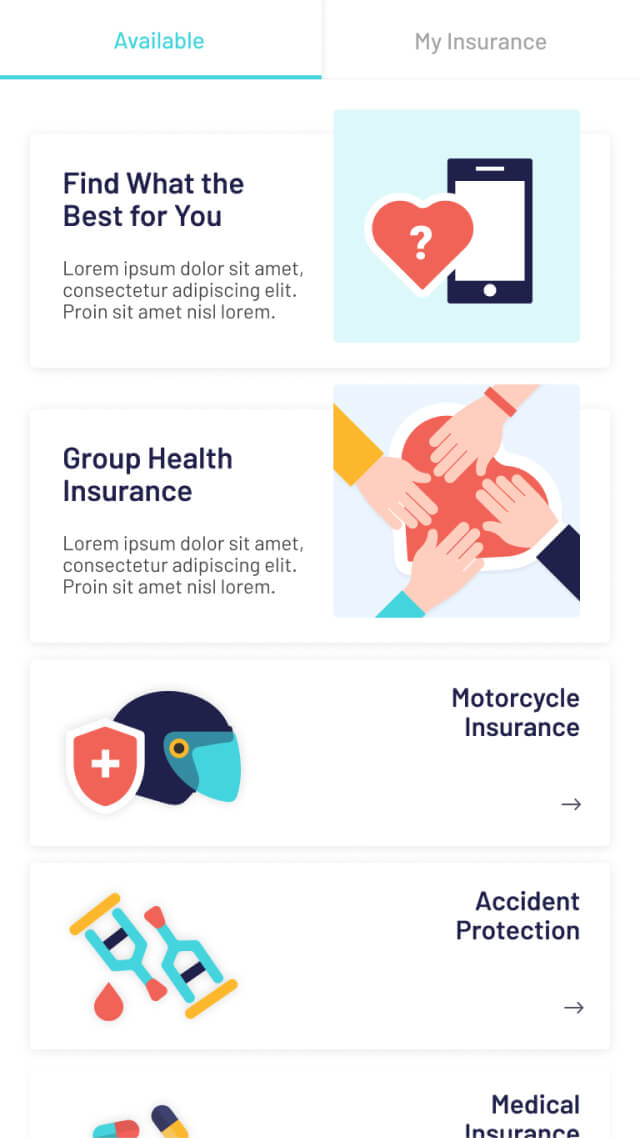 Available
My Insurance
Find What the
Best for You
Lorem ipsum dolor sit amet,
consectetur adipiscing elit.
Proin sit amet nisl lorem.
?
Group Health
Insurance
Lorem ipsum dolor sit amet,
consectetur adipiscing elit.
Proin sit amet nisl lorem.
Motorcycle
Insurance
Accident
Protection
Medical
Insurance